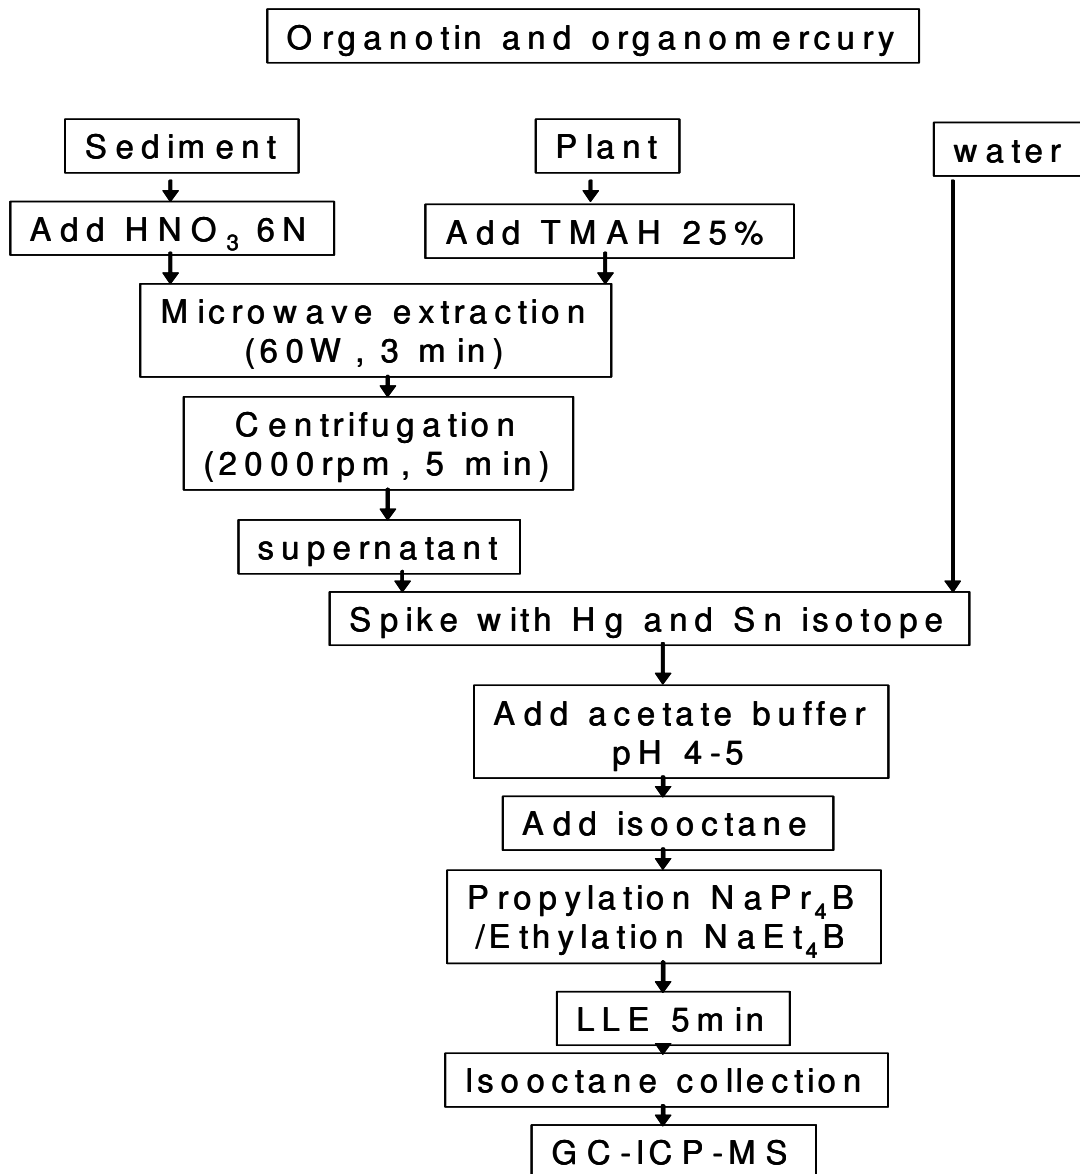 Organotin and organomercury
Sediment
Plant
water
Add HNO₃ 6N
Add TMAH 25%
Microwave extraction
(60W, 3 min)
Centrifugation
(2000rpm, 5 min)
supernatant
Spike with Hg and Sn isotope
Add acetate buffer
pH 4-5
Add isooctane
Propylation NaPr₄B
/Ethylation NaEt₄B
LLE 5min
Isooctane collection
GC-ICP-MS